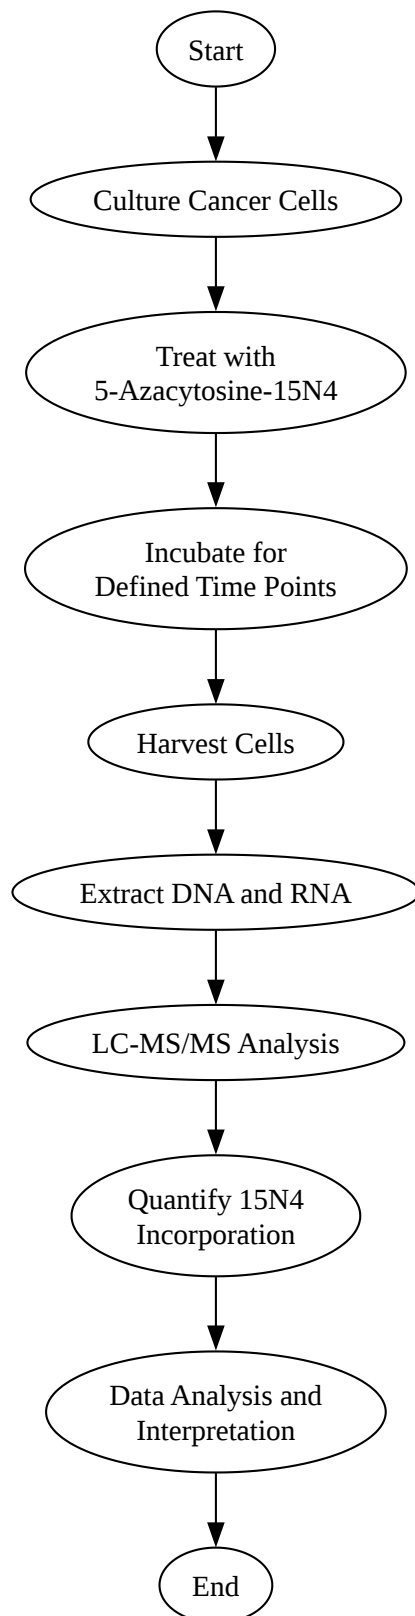 Start
Culture Cancer Cells
Treat with
5-Azacytosine-15N4
Incubate for
Defined Time Points
Harvest Cells
Extract DNA and RNA
LC-MS/MS Analysis
Quantify 15N4
Incorporation
Data Analysis and
Interpretation
End